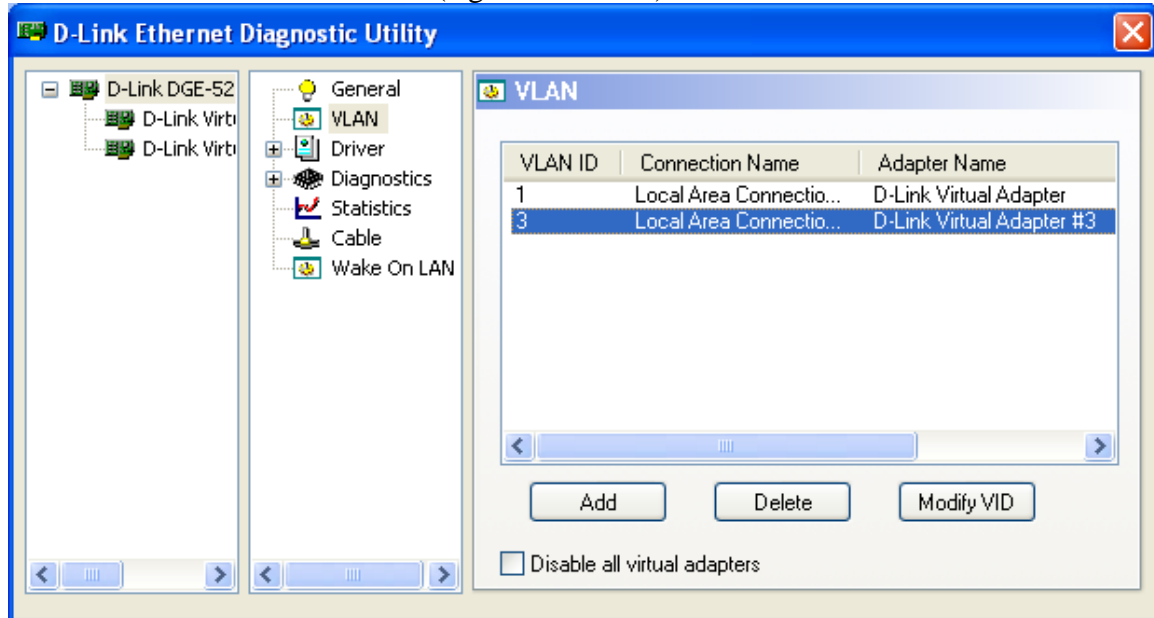 D-Link Ethernet Diagnostic Utility
D-Link DGE-52
D-Link Virt
D-Link Virt
General
VLAN
Driver
Diagnostics
Statistics
Cable
Wake On LAN
VLAN
VLAN ID Connection Name Adapter Name
1 Local Area Connectio... D-Link Virtual Adapter
3 Local Area Connectio... D-Link Virtual Adapter #3
Add Delete Modify VID
Disable all virtual adapters